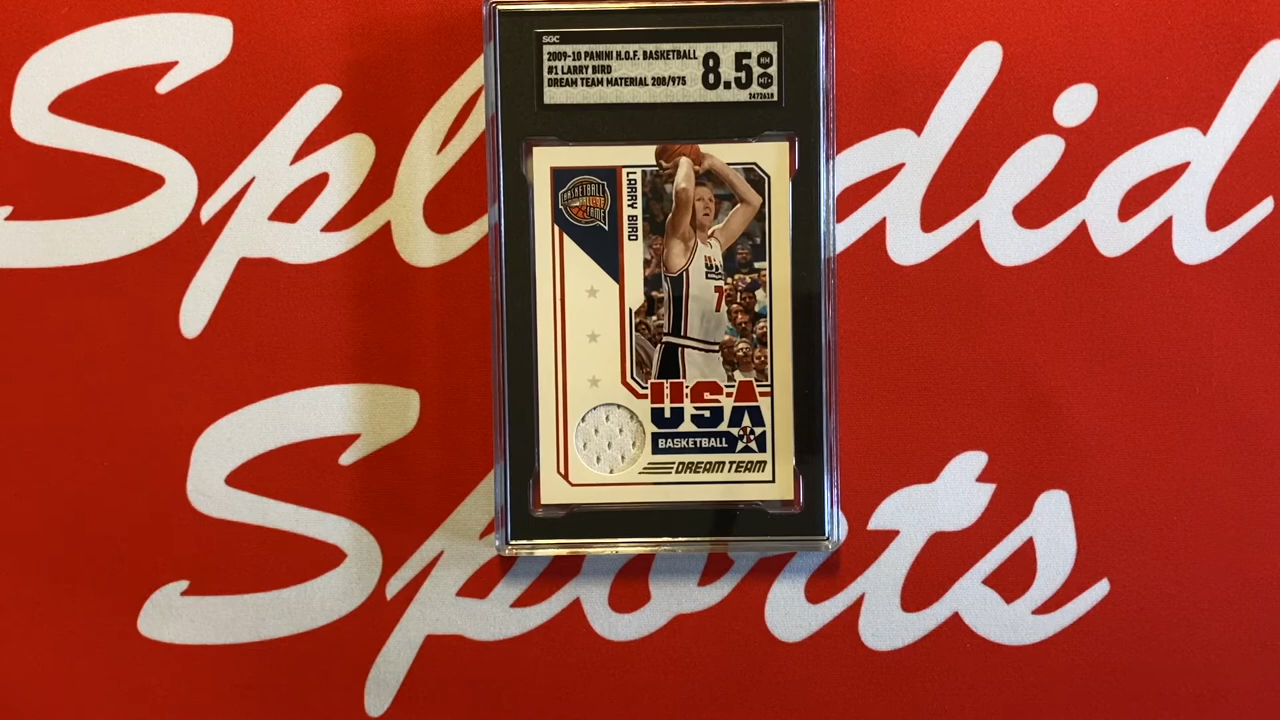 Splendid
Sports
SGC
2009-10 PANINI H.O.F. BASKETBALL
#1 LARRY BIRD
DREAM TEAM MATERIAL 208/975
8.5
NM
MT+
2472618
BASKETBALL
HALL OF
FAME
LARRY BIRD
USA
7
USA
BASKETBALL
DREAM TEAM